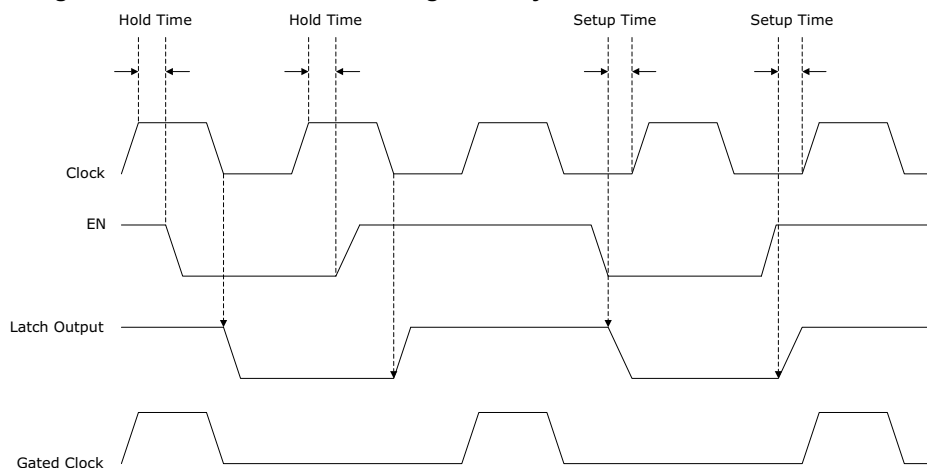 Hold Time
Hold Time
Setup Time
Setup Time
Clock
EN
Latch Output
Gated Clock